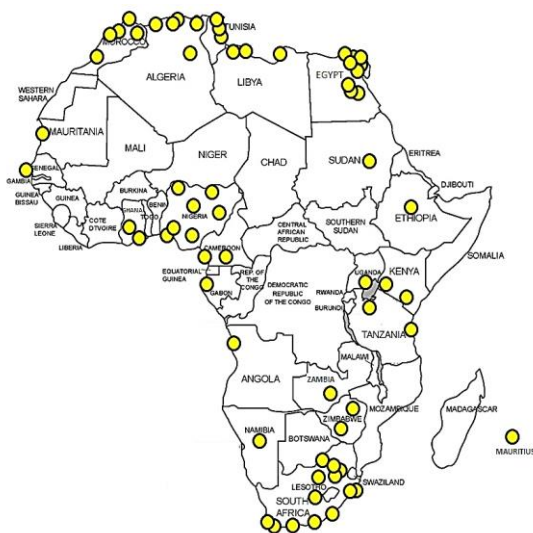 TUNISIA
MOROCCO
ALGERIA
LIBYA
EGYPT
WESTERN
SAHARA
MAURITANIA
MALI
NIGER
CHAD
SUDAN
ERITREA
SENEGAL
GAMBIA
GUINEA
BISSAU
GUINEA
BURKINA
BENIN
NIGERIA
DJIBOUTI
ETHIOPIA
SIERRA
LEONE
COTE
D'IVOIRE
GHANA
TOGO
LIBERIA
CENTRAL
AFRICAN
REPUBLIC
SOUTHERN
SUDAN
SOMALIA
CAMEROON
EQUATORIAL
GUINEA
GABON
REP. OF
THE
CONGO
DEMOCRATIC
REPUBLIC
OF THE CONGO
UGANDA
KENYA
RWANDA
BURUNDI
TANZANIA
ANGOLA
ZAMBIA
MALAWI
MOZAMBIQUE
MADAGASCAR
MAURITIUS
NAMIBIA
ZIMBABWE
BOTSWANA
SWAZILAND
LESOTHO
SOUTH
AFRICA